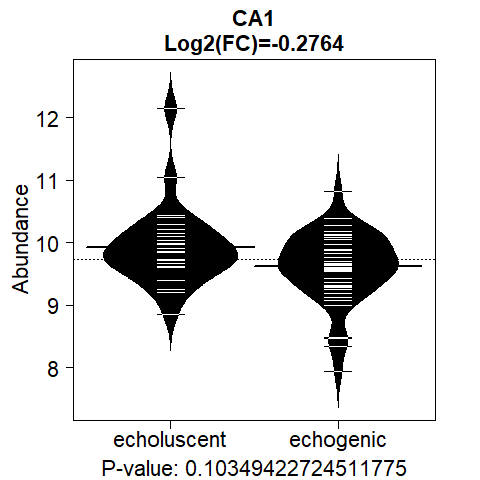 CA1
Log2(FC)=-0.2764
Abundance
12
11
10
9
8
echoluscent echogenic
P-value: 0.10349422724511775